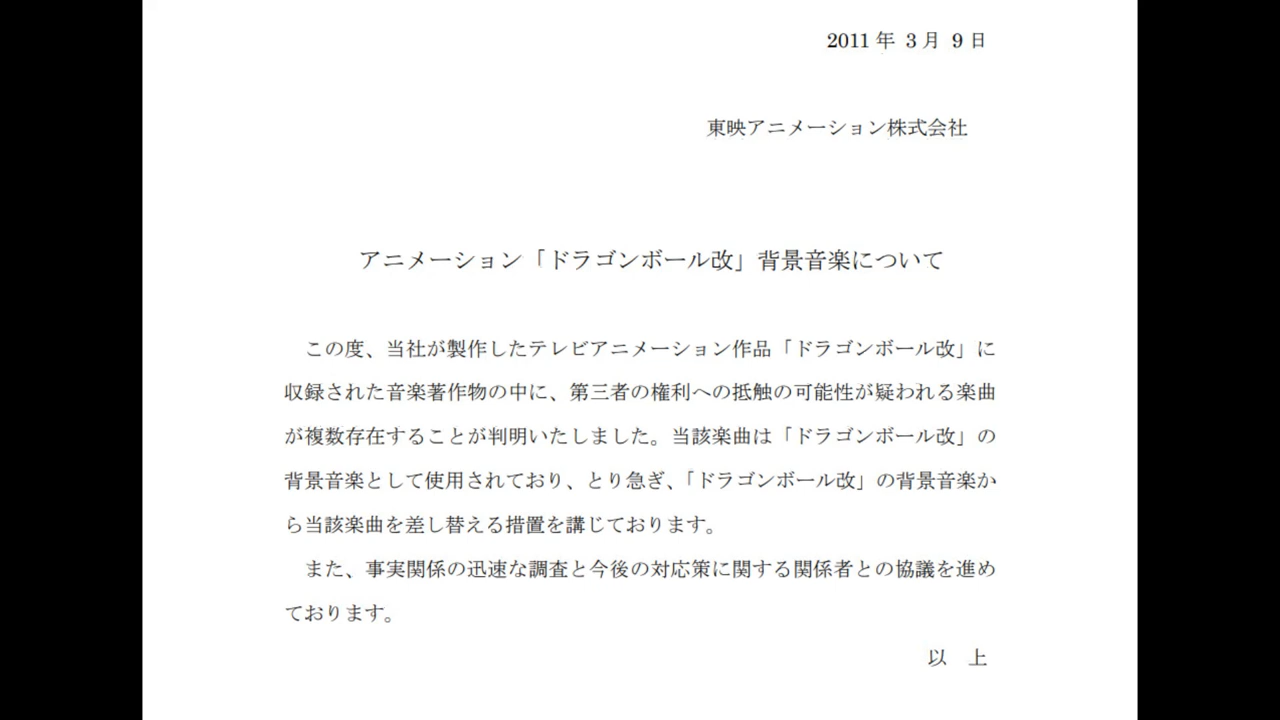 2011 年 3 月 9 日
東映アニメーション株式会社
アニメーション「ドラゴンボール改」背景音楽について
この度、当社が製作したテレビアニメーション作品「ドラゴンボール改」に
収録された音楽著作物の中に、第三者の権利への抵触の可能性が疑われる楽曲
が複数存在することが判明いたしました。当該楽曲は「ドラゴンボール改」の
背景音楽として使用されており、とり急ぎ、「ドラゴンボール改」の背景音楽か
ら当該楽曲を差し替える措置を講じております。
また、事実関係の迅速な調査と今後の対応策に関する関係者との協議を進め
ております。
以 上